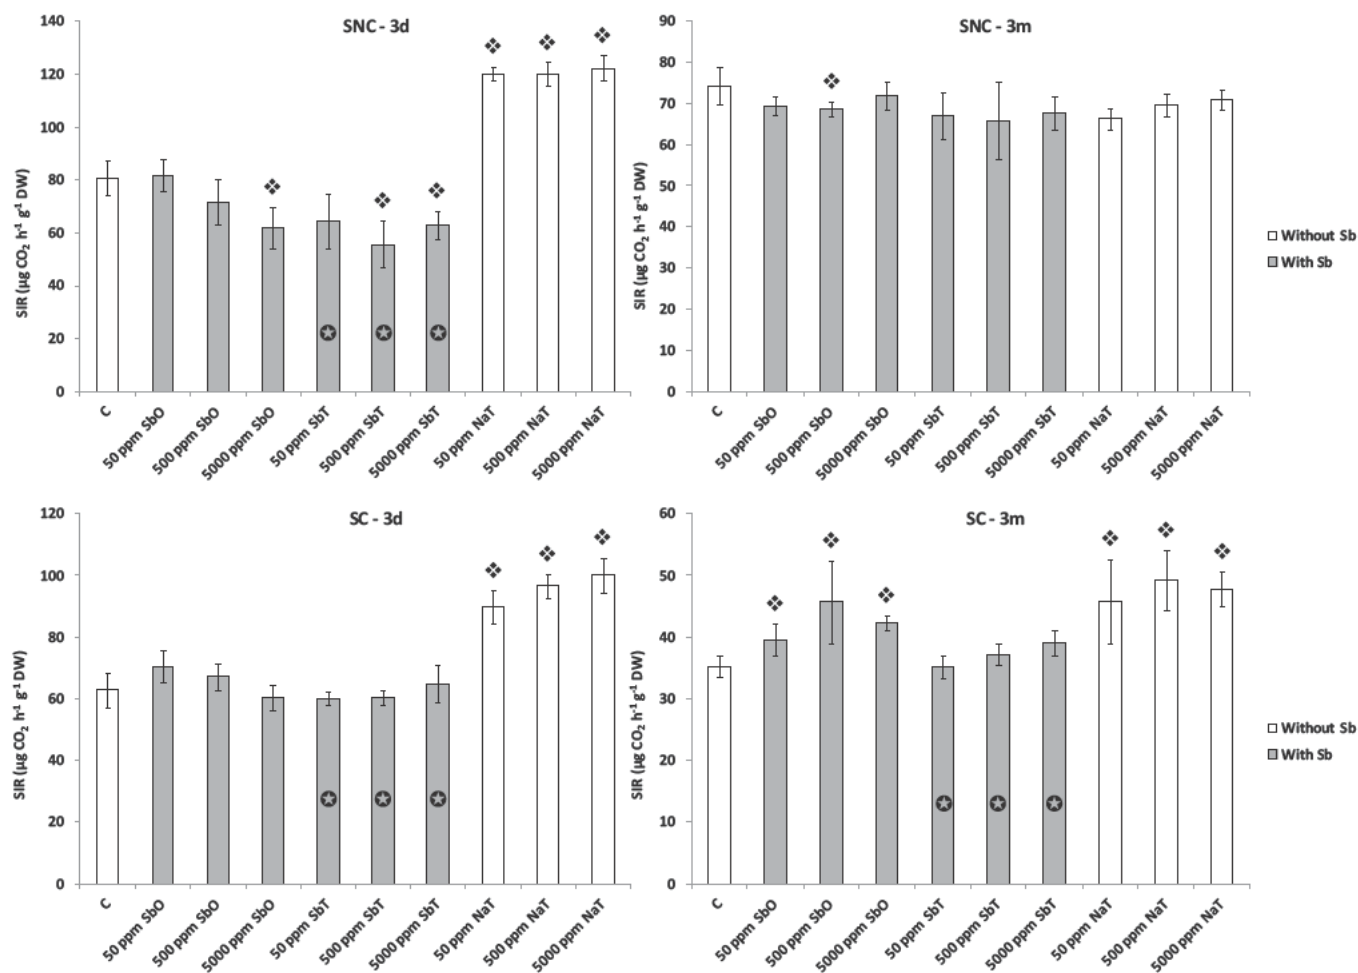 SNC - 3d
SIR (µg CO₂ h⁻¹ g⁻¹ DW)
140
120
100
80
60
40
20
0
C
50 ppm SbO
500 ppm SbO
5000 ppm SbO
50 ppm SbT
500 ppm SbT
5000 ppm SbT
50 ppm NaT
500 ppm NaT
5000 ppm NaT
SNC - 3m
SIR (µg CO₂ h⁻¹ g⁻¹ DW)
90
80
70
60
50
40
30
20
10
0
C
50 ppm SbO
500 ppm SbO
5000 ppm SbO
50 ppm SbT
500 ppm SbT
5000 ppm SbT
50 ppm NaT
500 ppm NaT
5000 ppm NaT
Without Sb
With Sb
SC - 3d
SIR (µg CO₂ h⁻¹ g⁻¹ DW)
120
100
80
60
40
20
0
C
50 ppm SbO
500 ppm SbO
5000 ppm SbO
50 ppm SbT
500 ppm SbT
5000 ppm SbT
50 ppm NaT
500 ppm NaT
5000 ppm NaT
SC - 3m
SIR (µg CO₂ h⁻¹ g⁻¹ DW)
60
50
40
30
20
10
0
C
50 ppm SbO
500 ppm SbO
5000 ppm SbO
50 ppm SbT
500 ppm SbT
5000 ppm SbT
50 ppm NaT
500 ppm NaT
5000 ppm NaT
Without Sb
With Sb